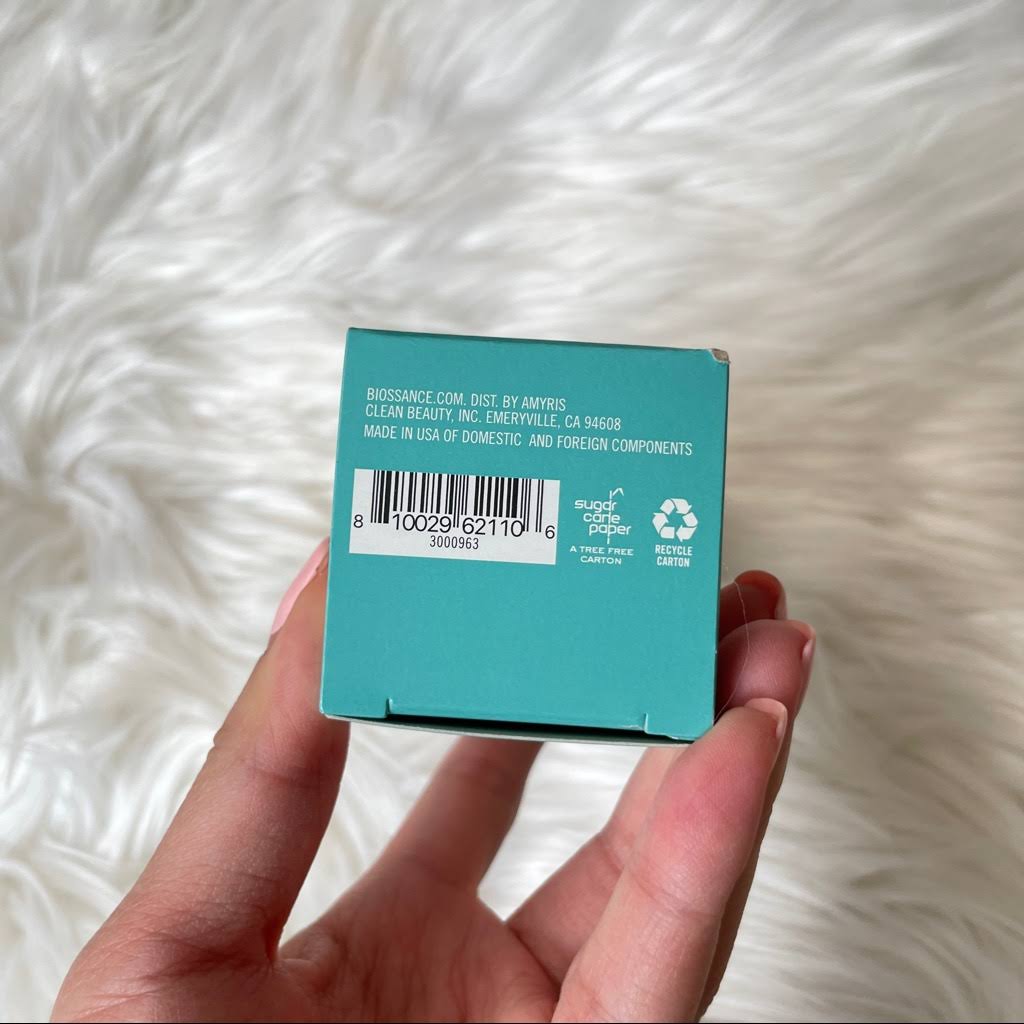 BIOSSANCE.COM. DIST. BY AMYRIS
CLEAN BEAUTY, INC. EMERYVILLE, CA 94608
MADE IN USA OF DOMESTIC AND FOREIGN COMPONENTS
8 10029 62110 6
3000963
sugar
cane
paper
A TREE FREE
CARTON
RECYCLE
CARTON